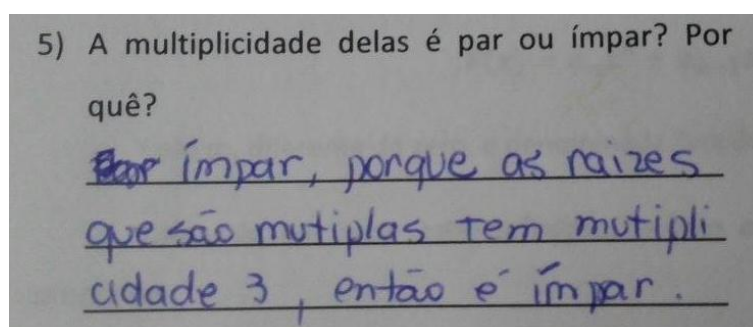 5) A multiplicidade delas é par ou ímpar? Por
quê?
ímpar, porque as raizes
que são mutiplas tem mutipli
cidade 3, então é ímpar.